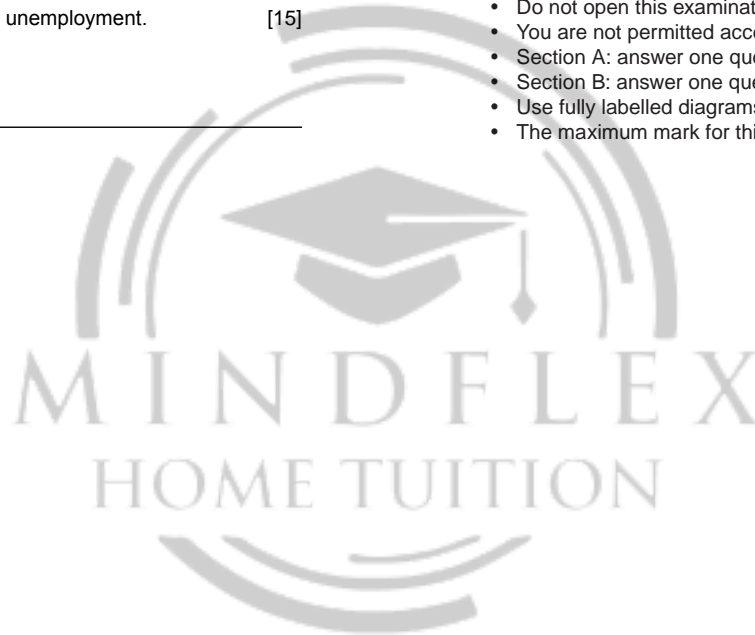 unemployment. [15]
• Do not open this examinat
• You are not permitted acce
• Section A: answer one que
• Section B: answer one que
• Use fully labelled diagrams
• The maximum mark for thi
MINDFLEX
HOME TUITION